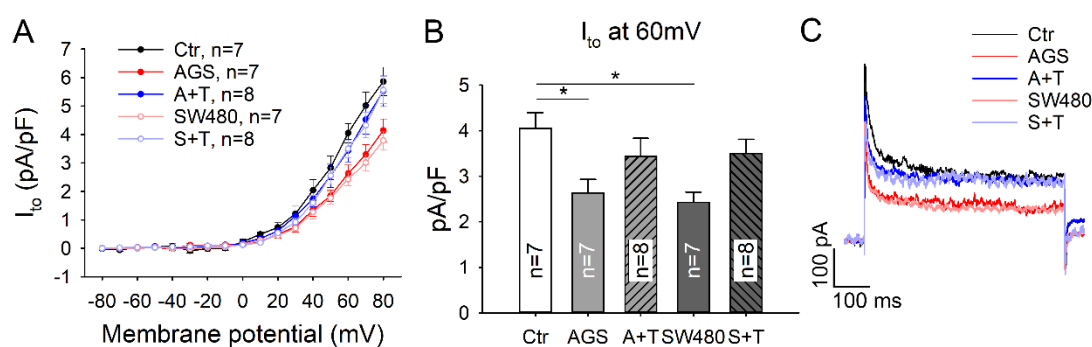 A
Ito (pA/pF)
7
6
5
4
3
2
1
0
-1
-80 -60 -40 -20 0 20 40 60 80
Membrane potential (mV)
Ctr, n=7
AGS, n=7
A+T, n=8
SW480, n=7
S+T, n=8
B
Ito at 60mV
pA/pF
5
4
3
2
1
0
*
*
n=7
n=7
n=8
n=7
n=8
Ctr AGS A+T SW480 S+T
C
Ctr
AGS
A+T
SW480
S+T
100 pA
100 ms